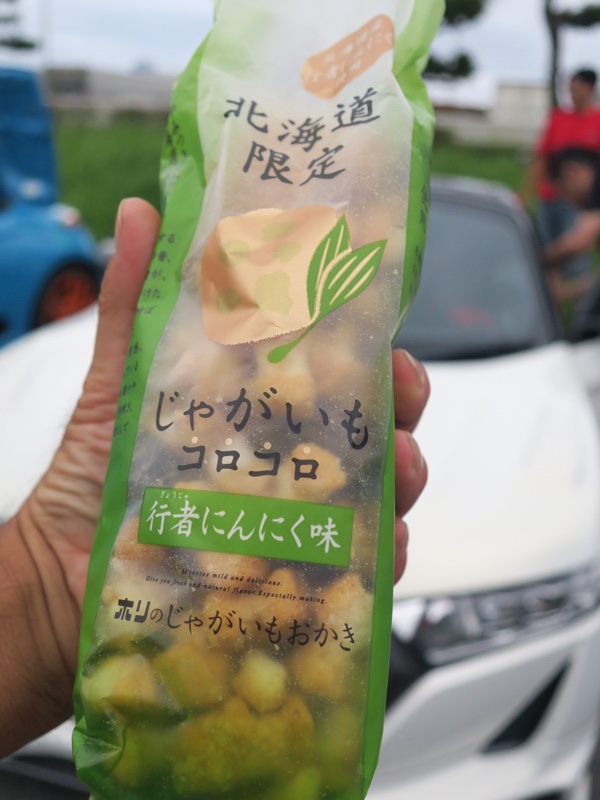 北海道
限定
じゃがいも
コロコロ
ぎょうじゃ
行者にんにく味
It tastes mild and delicious.
Give you fresh and natural flavor. Especially making.
ホリのじゃがいもおかき